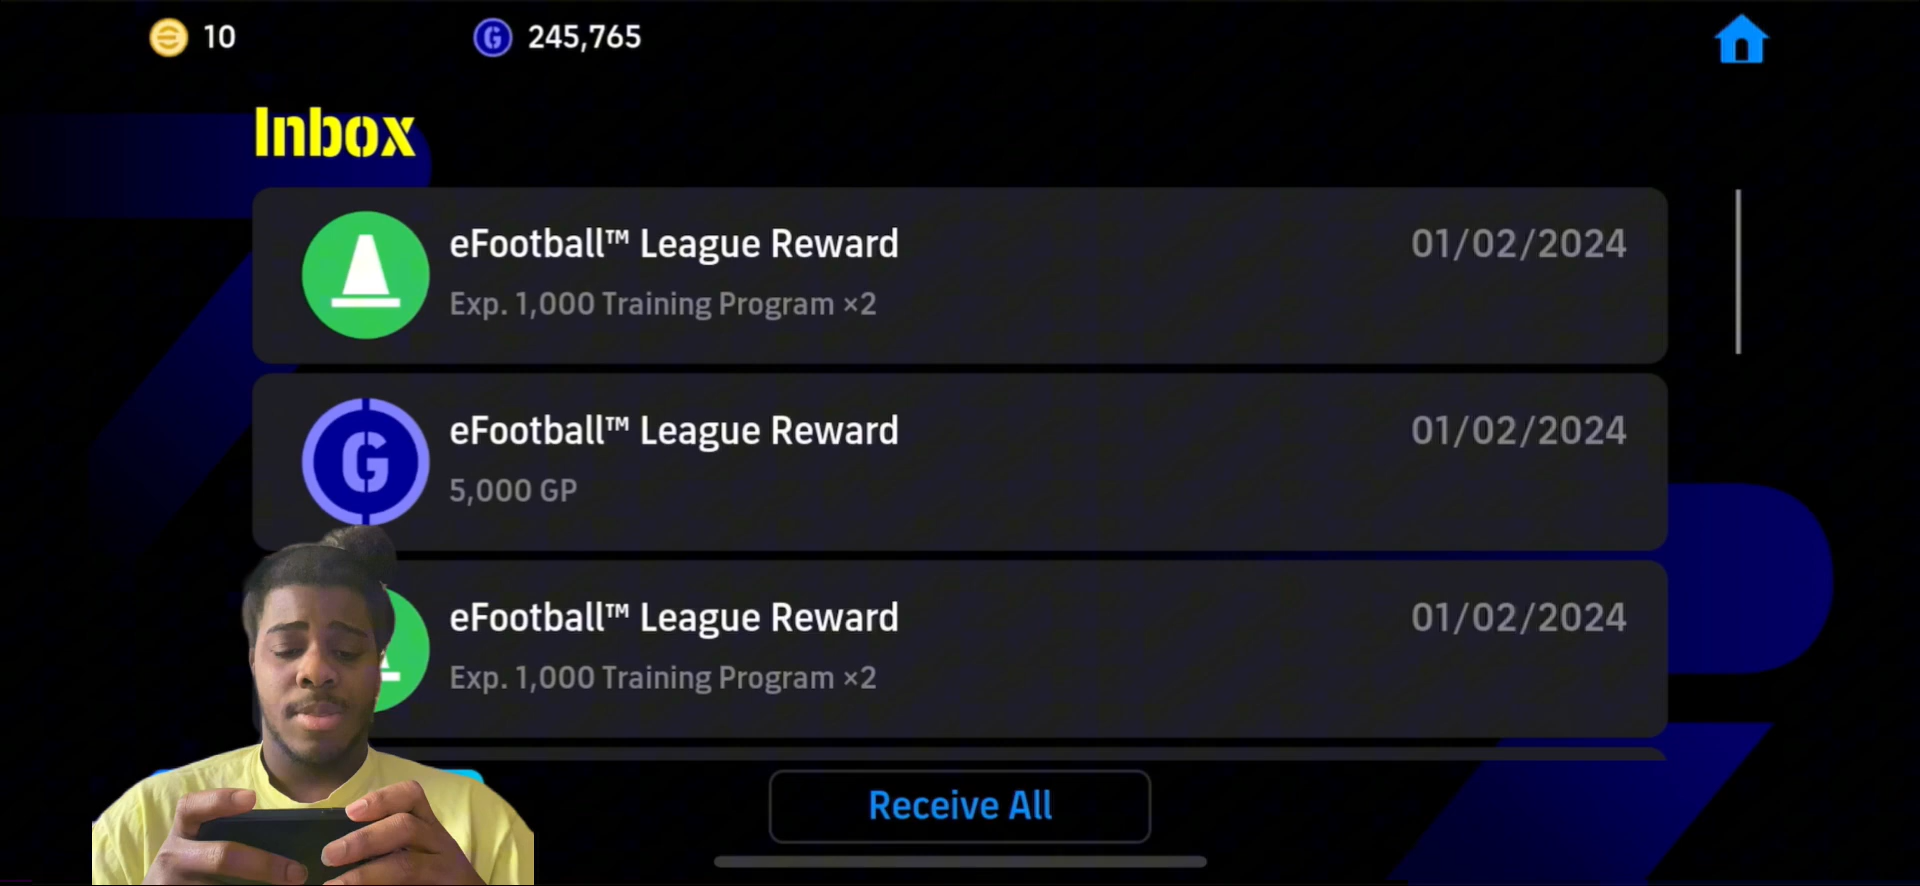 10
245,765
Inbox
eFootball™ League Reward
01/02/2024
Exp. 1,000 Training Program ×2
eFootball™ League Reward
01/02/2024
5,000 GP
eFootball™ League Reward
01/02/2024
Exp. 1,000 Training Program ×2
Receive All